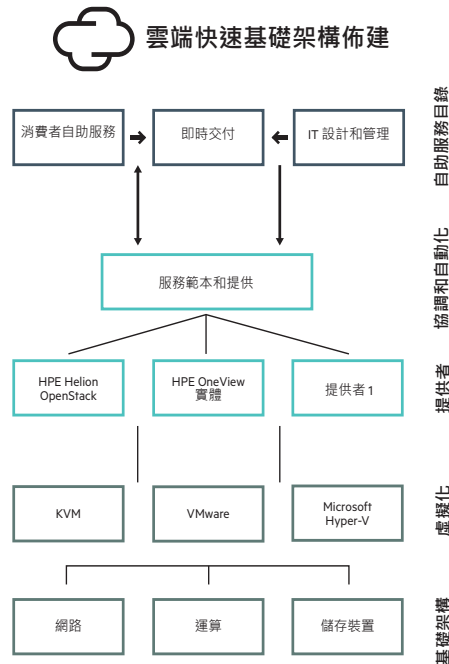 雲端快速基礎架構佈建
消費者自助服務
即時交付
IT 設計和管理
自助服務目錄
服務範本和提供
協調和自動化
HPE Helion
OpenStack
HPE OneView
實體
提供者 1
提供者
KVM
VMware
Microsoft
Hyper-V
虛擬化
網路
運算
儲存裝置
基礎架構